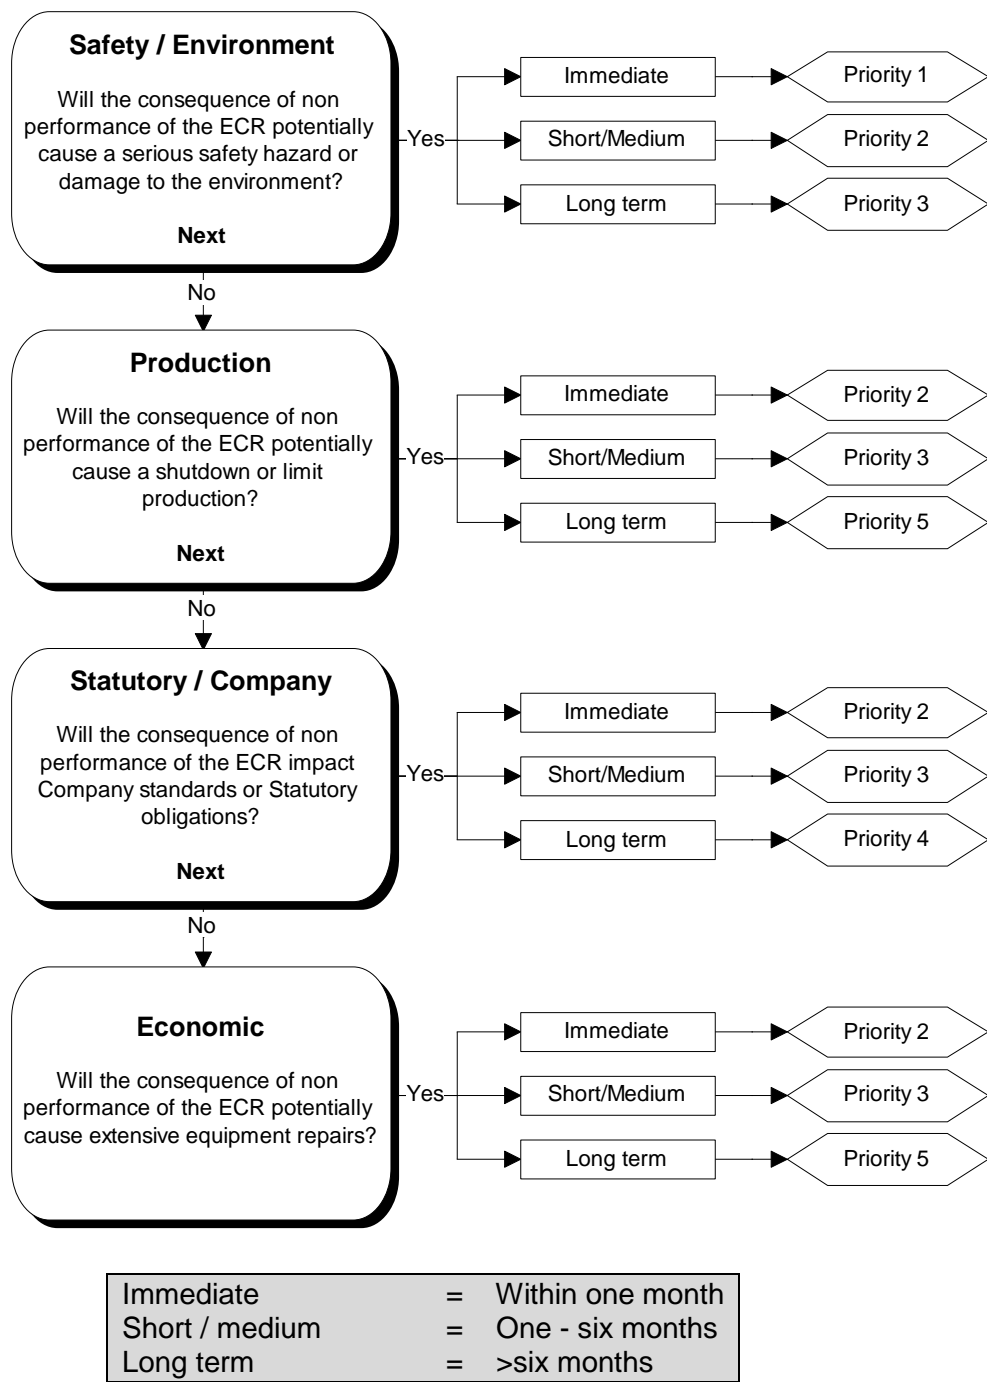 Safety / Environment
Will the consequence of non
performance of the ECR potentially
cause a serious safety hazard or
damage to the environment?
Next
Yes
Immediate
Priority 1
Short/Medium
Priority 2
Long term
Priority 3
No
Production
Will the consequence of non
performance of the ECR potentially
cause a shutdown or limit
production?
Next
Yes
Immediate
Priority 2
Short/Medium
Priority 3
Long term
Priority 5
No
Statutory / Company
Will the consequence of non
performance of the ECR impact
Company standards or Statutory
obligations?
Next
Yes
Immediate
Priority 2
Short/Medium
Priority 3
Long term
Priority 4
No
Economic
Will the consequence of non
performance of the ECR potentially
cause extensive equipment repairs?
Yes
Immediate
Priority 2
Short/Medium
Priority 3
Long term
Priority 5
Immediate = Within one month
Short / medium = One - six months
Long term = >six months